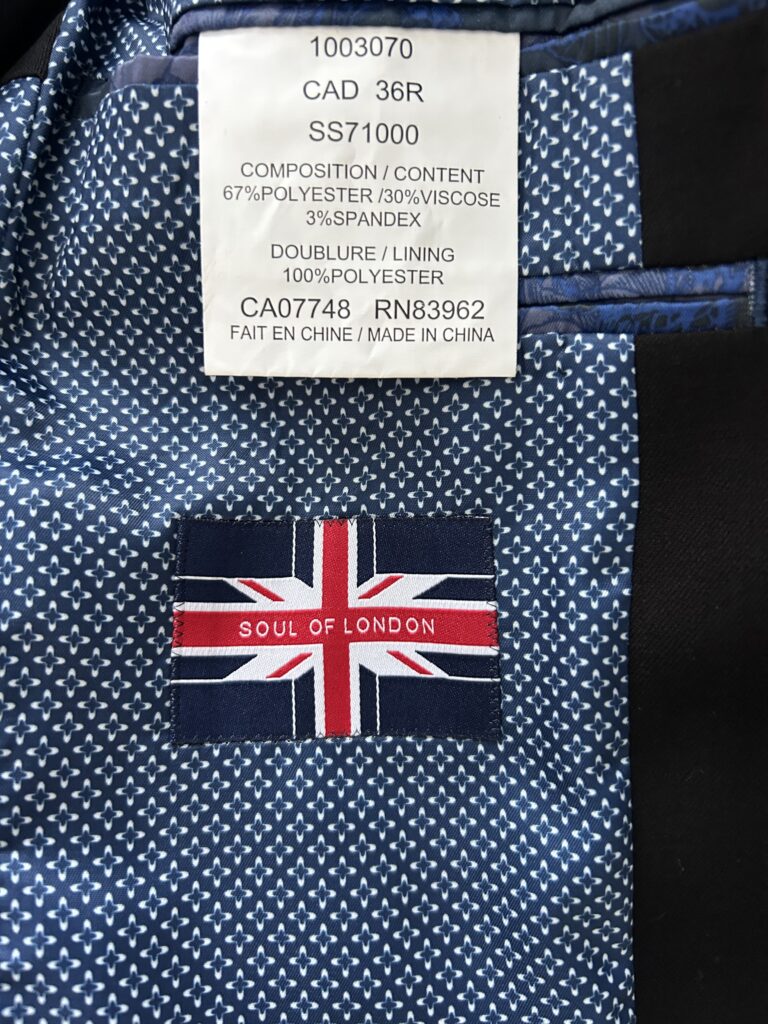 1003070
CAD 36R
SS71000
COMPOSITION / CONTENT
67%POLYESTER /30%VISCOSE
3%SPANDEX
DOUBLURE / LINING
100%POLYESTER
CA07748 RN83962
FAIT EN CHINE / MADE IN CHINA
SOUL OF LONDON